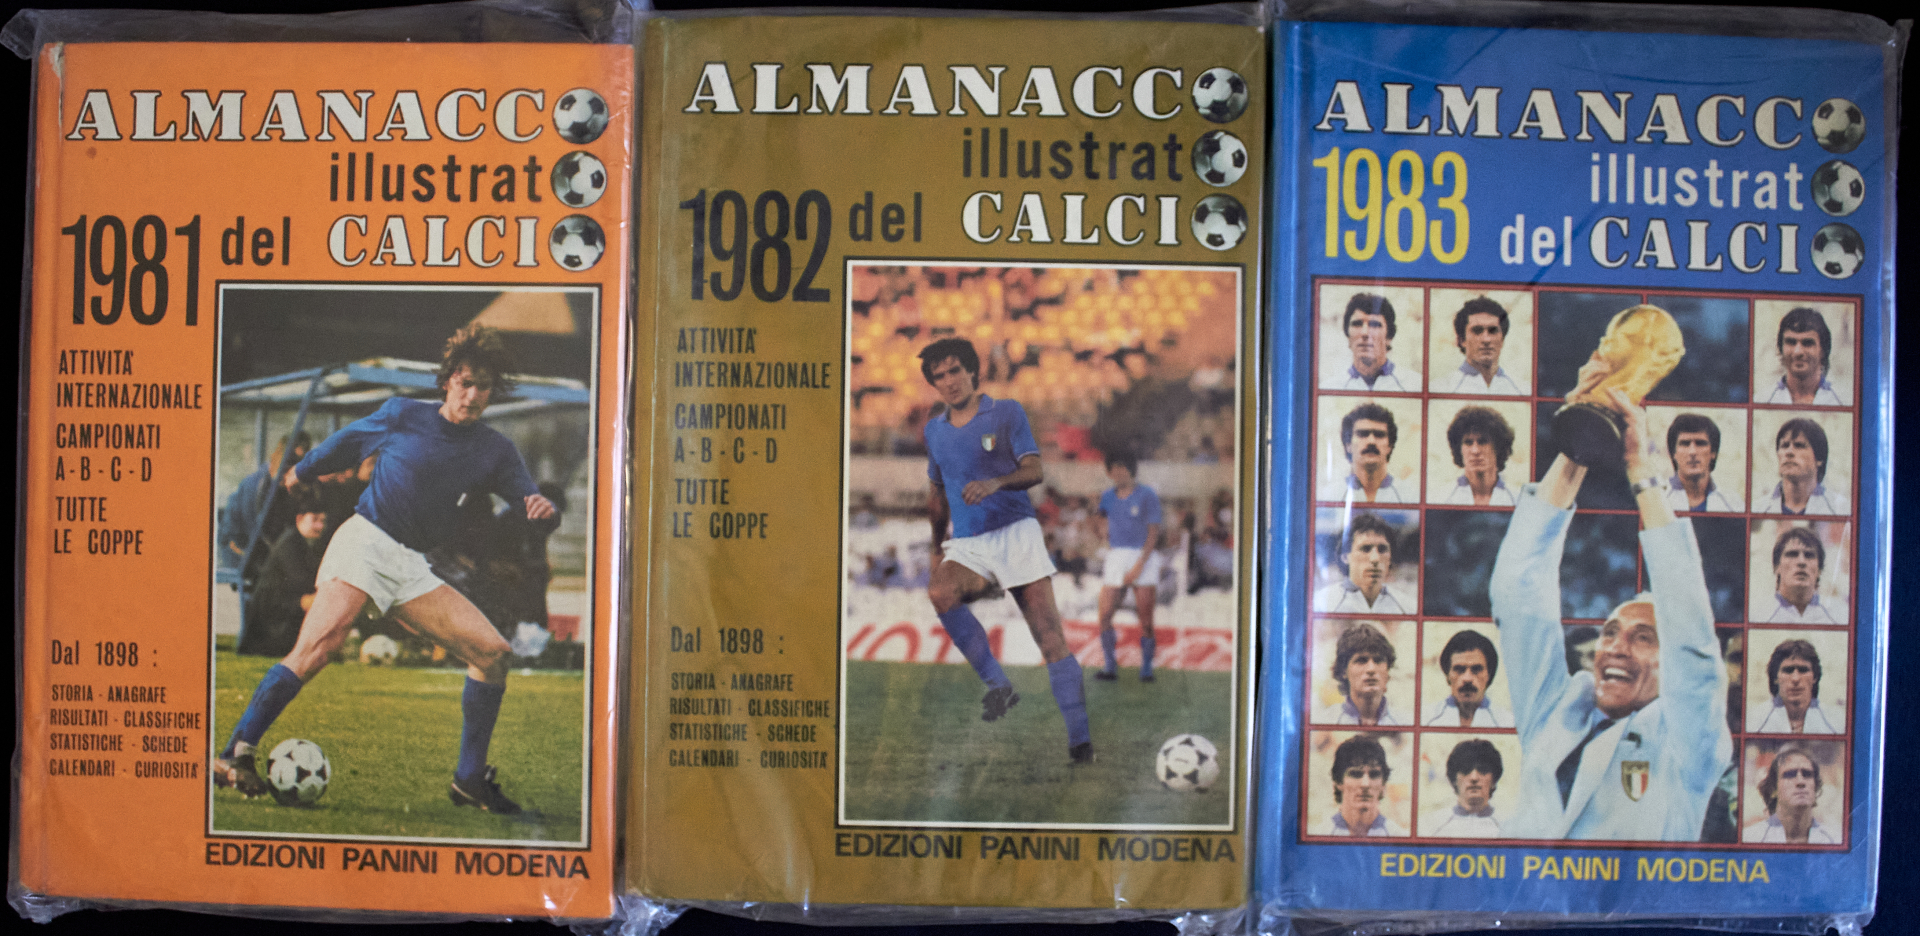 ALMANACCO
illustrato
1981 del CALCIO
ATTIVITA'
INTERNAZIONALE
CAMPIONATI
A-B-C-D
TUTTE
LE COPPE
Dal 1898 :
STORIA - ANAGRAFE
RISULTATI - CLASSIFICHE
STATISTICHE - SCHEDE
CALENDARI - CURIOSITA'
EDIZIONI PANINI MODENA
ALMANACCO
illustrato
1982 del CALCIO
ATTIVITA'
INTERNAZIONALE
CAMPIONATI
A-B-C-D
TUTTE
LE COPPE
Dal 1898 :
STORIA - ANAGRAFE
RISULTATI - CLASSIFICHE
STATISTICHE - SCHEDE
CALENDARI - CURIOSITA'
EDIZIONI PANINI MODENA
ALMANACCO
1983 illustrato
del CALCIO
EDIZIONI PANINI MODENA